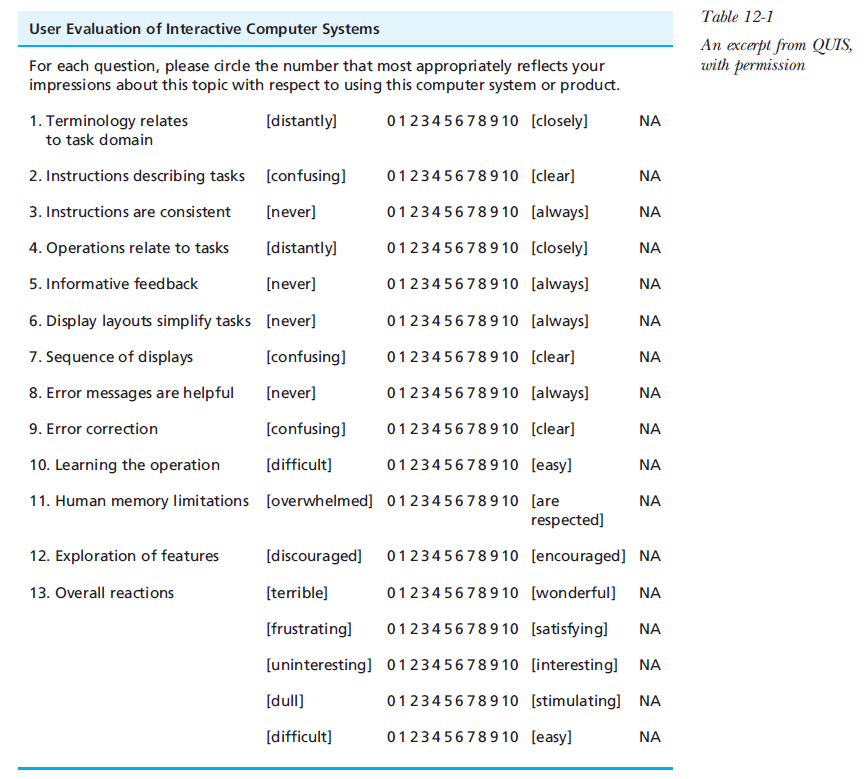 User Evaluation of Interactive Computer Systems
For each question, please circle the number that most appropriately reflects your
impressions about this topic with respect to using this computer system or product.
1. Terminology relates [distantly] 0 1 2 3 4 5 6 7 8 9 10 [closely] NA
to task domain
2. Instructions describing tasks [confusing] 0 1 2 3 4 5 6 7 8 9 10 [clear] NA
3. Instructions are consistent [never] 0 1 2 3 4 5 6 7 8 9 10 [always] NA
4. Operations relate to tasks [distantly] 0 1 2 3 4 5 6 7 8 9 10 [closely] NA
5. Informative feedback [never] 0 1 2 3 4 5 6 7 8 9 10 [always] NA
6. Display layouts simplify tasks [never] 0 1 2 3 4 5 6 7 8 9 10 [always] NA
7. Sequence of displays [confusing] 0 1 2 3 4 5 6 7 8 9 10 [clear] NA
8. Error messages are helpful [never] 0 1 2 3 4 5 6 7 8 9 10 [always] NA
9. Error correction [confusing] 0 1 2 3 4 5 6 7 8 9 10 [clear] NA
10. Learning the operation [difficult] 0 1 2 3 4 5 6 7 8 9 10 [easy] NA
11. Human memory limitations [overwhelmed] 0 1 2 3 4 5 6 7 8 9 10 [are NA
respected]
12. Exploration of features [discouraged] 0 1 2 3 4 5 6 7 8 9 10 [encouraged] NA
13. Overall reactions [terrible] 0 1 2 3 4 5 6 7 8 9 10 [wonderful] NA
[frustrating] 0 1 2 3 4 5 6 7 8 9 10 [satisfying] NA
[uninteresting] 0 1 2 3 4 5 6 7 8 9 10 [interesting] NA
[dull] 0 1 2 3 4 5 6 7 8 9 10 [stimulating] NA
[difficult] 0 1 2 3 4 5 6 7 8 9 10 [easy] NA
Table 12-1
An excerpt from QUIS,
with permission